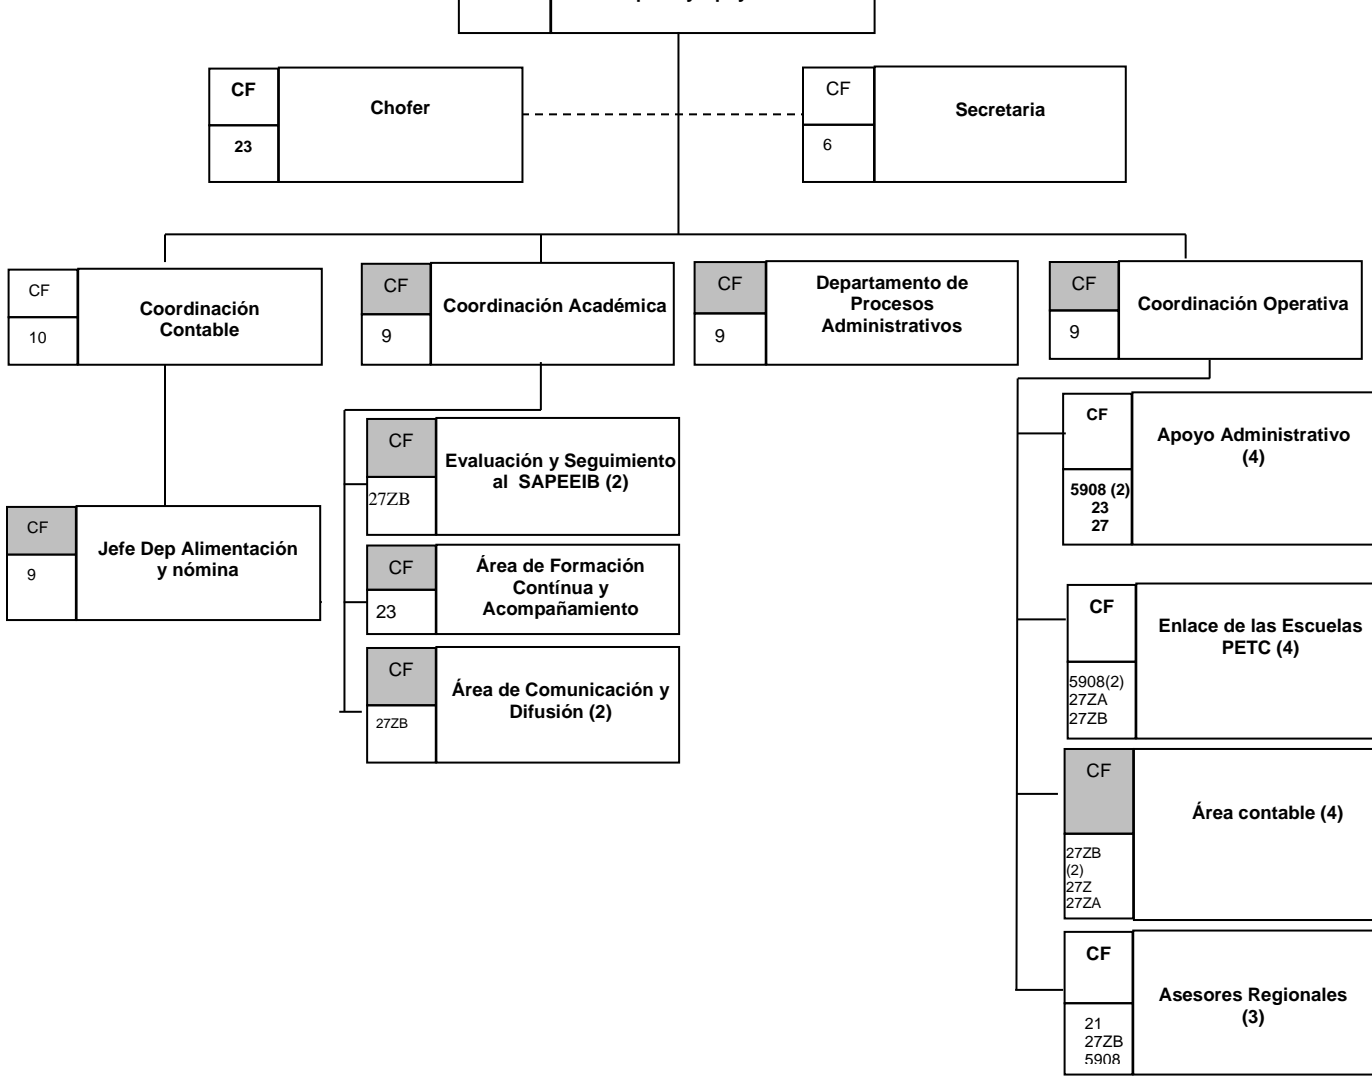 CF
Chofer
23
CF
Secretaria
6
CF
Coordinación
Contable
10
CF
Coordinación Académica
9
CF
Departamento de
Procesos
Administrativos
9
CF
Coordinación Operativa
9
CF
Jefe Dep Alimentación
y nómina
9
CF
Evaluación y Seguimiento
al SAPEEIB (2)
27ZB
CF
Área de Formación
Contínua y
Acompañamiento
23
CF
Área de Comunicación y
Difusión (2)
27ZB
CF
Apoyo Administrativo
(4)
5908 (2)
23
27
CF
Enlace de las Escuelas
PETC (4)
5908(2)
27ZA
27ZB
CF
Área contable (4)
27ZB
(2)
27Z
27ZA
CF
Asesores Regionales
(3)
21
27ZB
5908